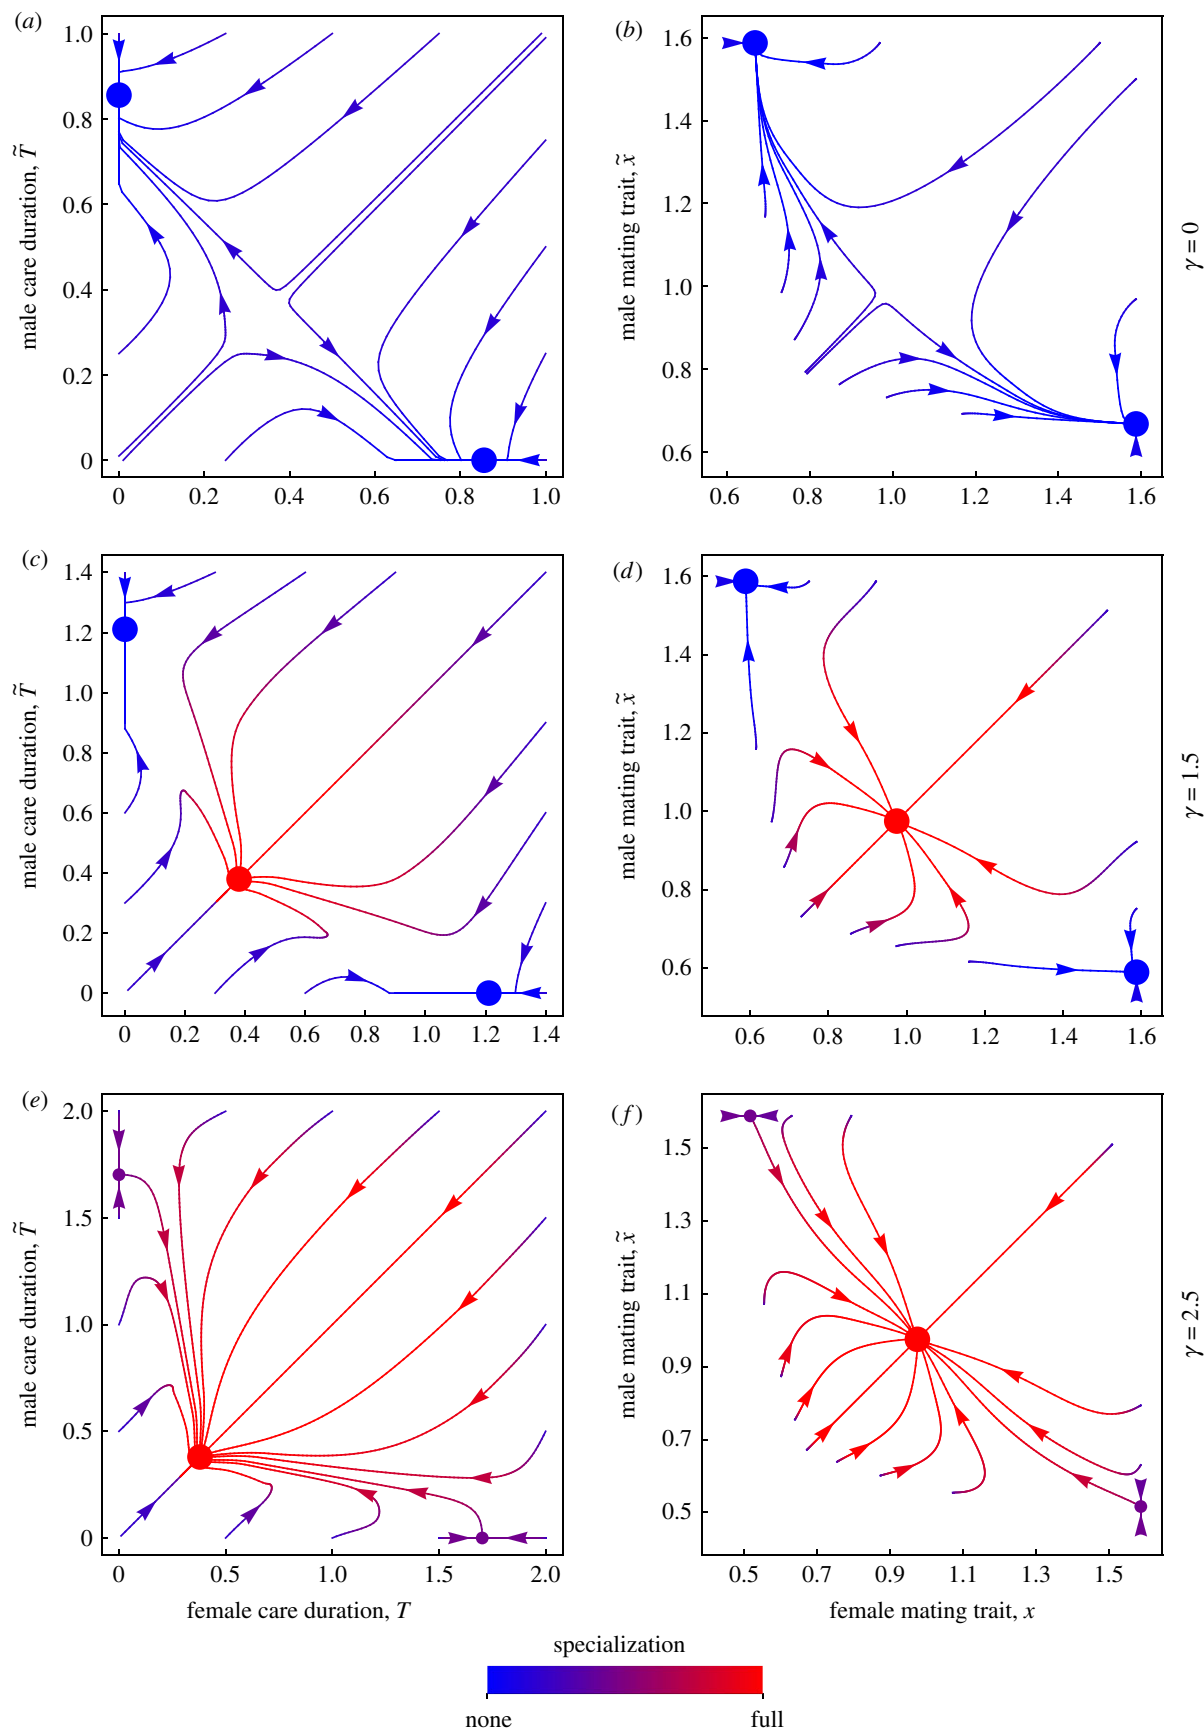 (a)
1.0
0.8
0.6
0.4
0.2
0
male care duration, T̃
0 0.2 0.4 0.6 0.8 1.0
(b)
1.6
1.4
1.2
1.0
0.8
0.6
male mating trait, x̃
0.6 0.8 1.0 1.2 1.4 1.6
γ = 0
(c)
1.4
1.2
1.0
0.8
0.6
0.4
0.2
0
male care duration, T̃
0 0.2 0.4 0.6 0.8 1.0 1.2 1.4
(d)
1.6
1.4
1.2
1.0
0.8
0.6
male mating trait, x̃
0.6 0.8 1.0 1.2 1.4 1.6
γ = 1.5
(e)
2.0
1.5
1.0
0.5
0
male care duration, T̃
0 0.5 1.0 1.5 2.0
female care duration, T
(f)
1.5
1.3
1.1
0.9
0.7
0.5
male mating trait, x̃
0.5 0.7 0.9 1.1 1.3 1.5
female mating trait, x
γ = 2.5
specialization
none full